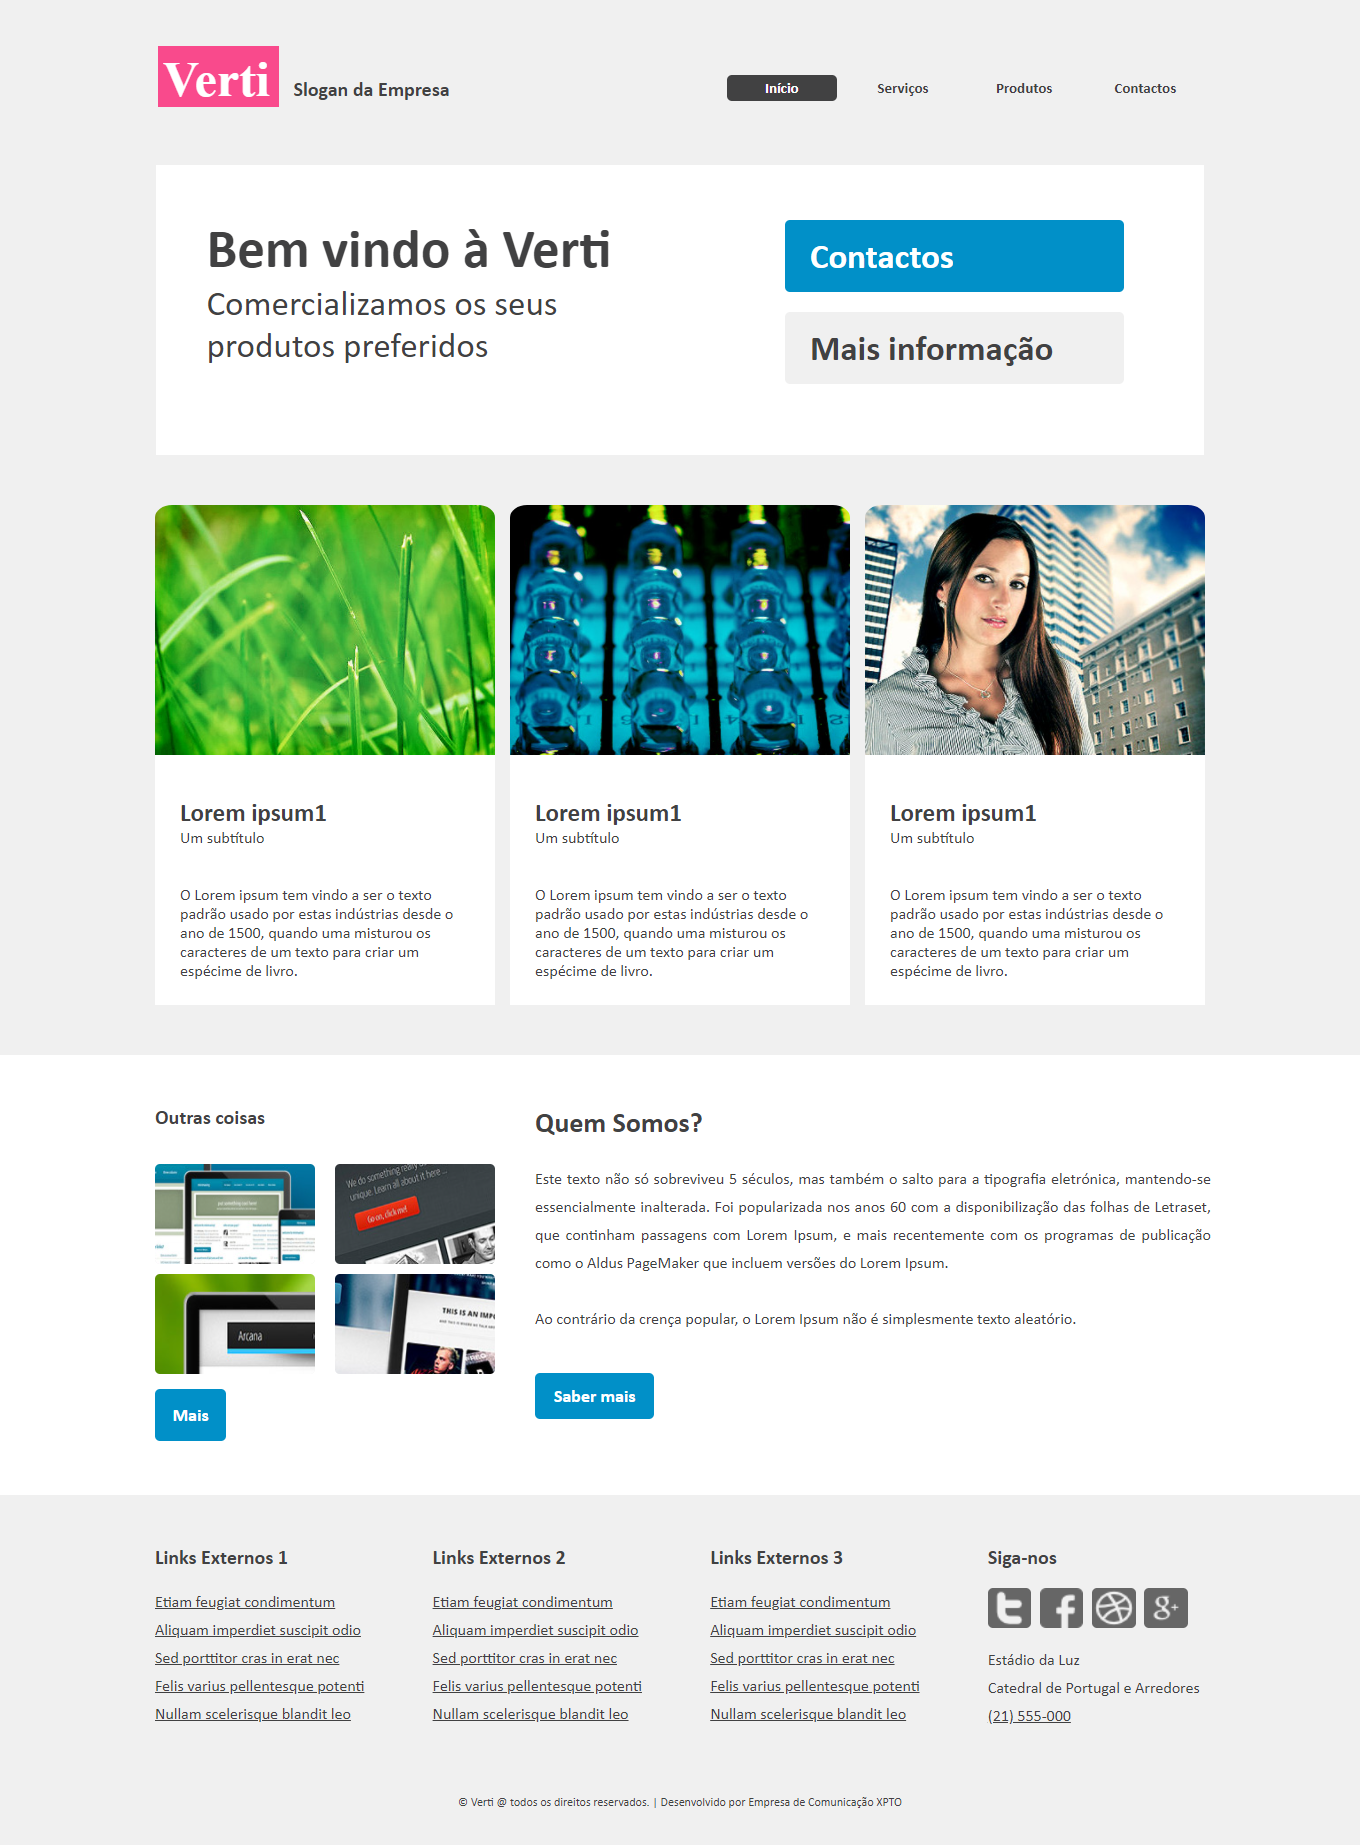 Verti
Slogan da Empresa
Início
Serviços
Produtos
Contactos
Bem vindo à Verti
Comercializamos os seus
produtos preferidos
Contactos
Mais informação
Lorem ipsum1
Um subtítulo
O Lorem ipsum tem vindo a ser o texto
padrão usado por estas indústrias desde o
ano de 1500, quando uma misturou os
caracteres de um texto para criar um
espécime de livro.
Lorem ipsum1
Um subtítulo
O Lorem ipsum tem vindo a ser o texto
padrão usado por estas indústrias desde o
ano de 1500, quando uma misturou os
caracteres de um texto para criar um
espécime de livro.
Lorem ipsum1
Um subtítulo
O Lorem ipsum tem vindo a ser o texto
padrão usado por estas indústrias desde o
ano de 1500, quando uma misturou os
caracteres de um texto para criar um
espécime de livro.
Outras coisas
We do something really
unique. Learn all about it here ...
Go on, click me!
Arcana
THIS IS AN
Mais
Quem Somos?
Este texto não só sobreviveu 5 séculos, mas também o salto para a tipografia eletrónica, mantendo-se
essencialmente inalterada. Foi popularizada nos anos 60 com a disponibilização das folhas de Letraset,
que continham passagens com Lorem Ipsum, e mais recentemente com os programas de publicação
como o Aldus PageMaker que incluem versões do Lorem Ipsum.
Ao contrário da crença popular, o Lorem Ipsum não é simplesmente texto aleatório.
Saber mais
Links Externos 1
Etiam feugiat condimentum
Aliquam imperdiet suscipit odio
Sed porttitor cras in erat nec
Felis varius pellentesque potenti
Nullam scelerisque blandit leo
Links Externos 2
Etiam feugiat condimentum
Aliquam imperdiet suscipit odio
Sed porttitor cras in erat nec
Felis varius pellentesque potenti
Nullam scelerisque blandit leo
Links Externos 3
Etiam feugiat condimentum
Aliquam imperdiet suscipit odio
Sed porttitor cras in erat nec
Felis varius pellentesque potenti
Nullam scelerisque blandit leo
Siga-nos
Estádio da Luz
Catedral de Portugal e Arredores
(21) 555-000
© Verti @ todos os direitos reservados. | Desenvolvido por Empresa de Comunicação XPTO